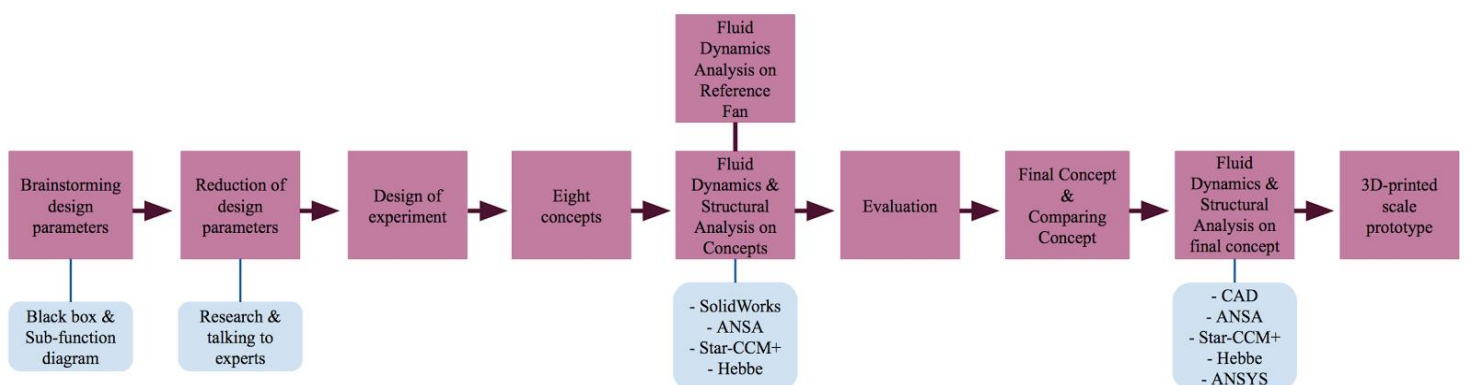 Fluid
Dynamics
Analysis on
Reference
Fan
Brainstorming
design
parameters
Reduction of
design
parameters
Design of
experiment
Eight
concepts
Fluid
Dynamics &
Structural
Analysis on
Concepts
Evaluation
Final Concept
&
Comparing
Concept
Fluid
Dynamics &
Structural
Analysis on
final concept
3D-printed
scale
prototype
Black box &
Sub-function
diagram
Research &
talking to
experts
- SolidWorks
- ANSA
- Star-CCM+
- Hebbe
- CAD
- ANSA
- Star-CCM+
- Hebbe
- ANSYS